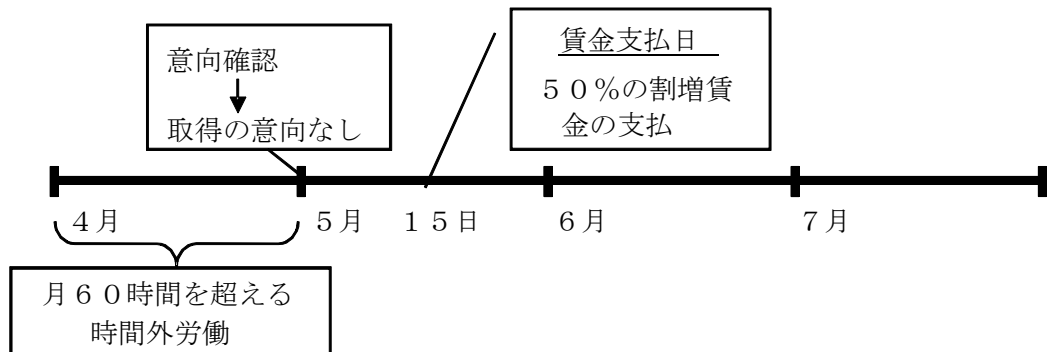 意向確認
取得の意向なし
賃金支払日
５０％の割増賃
金の支払
４月
５月
１５日
６月
７月
月６０時間を超える
時間外労働